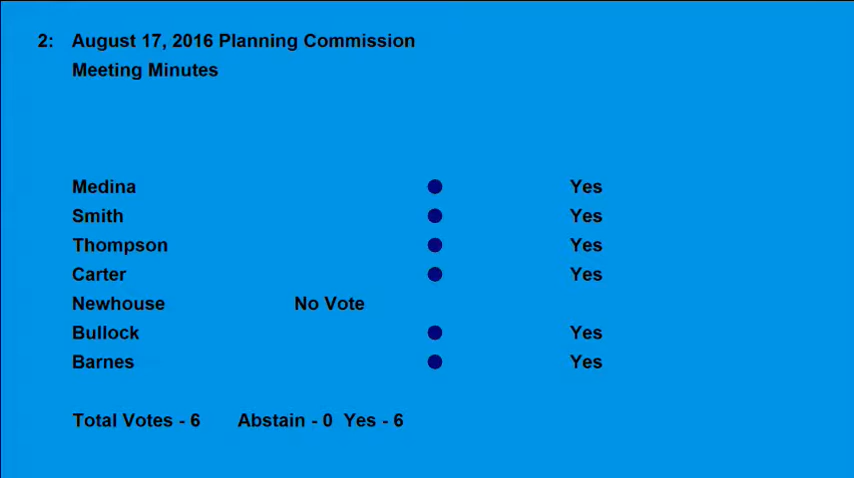 2: August 17, 2016 Planning Commission
Meeting Minutes
Medina Yes
Smith Yes
Thompson Yes
Carter Yes
Newhouse No Vote
Bullock Yes
Barnes Yes
Total Votes - 6 Abstain - 0 Yes - 6